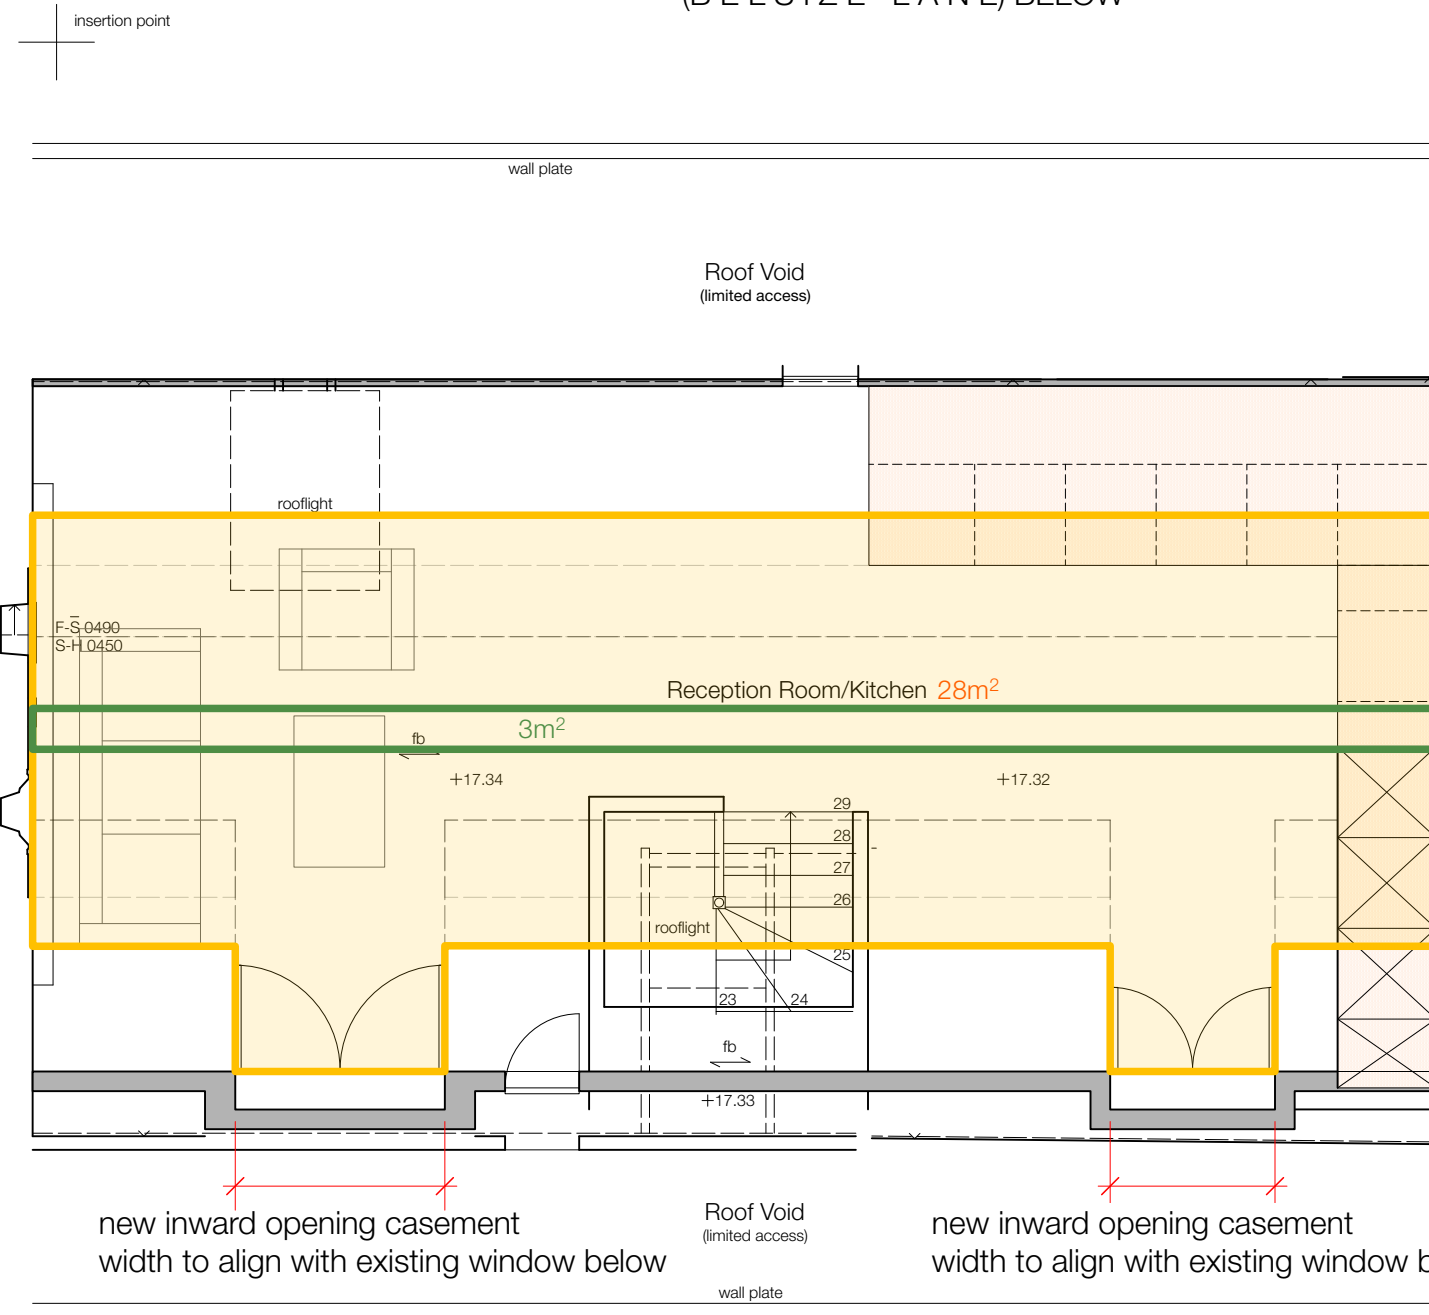 (B E L S I Z E   L A N E) BELOW
insertion point
wall plate
Roof Void
(limited access)
rooflight
F-S 0490
S-H 0450
Reception Room/Kitchen 28m²
3m²
fb
+17.34
+17.32
29
28
27
26
rooflight
25
23
24
fb
+17.33
new inward opening casement
width to align with existing window below
Roof Void
(limited access)
new inward opening casement
width to align with existing window
wall plate